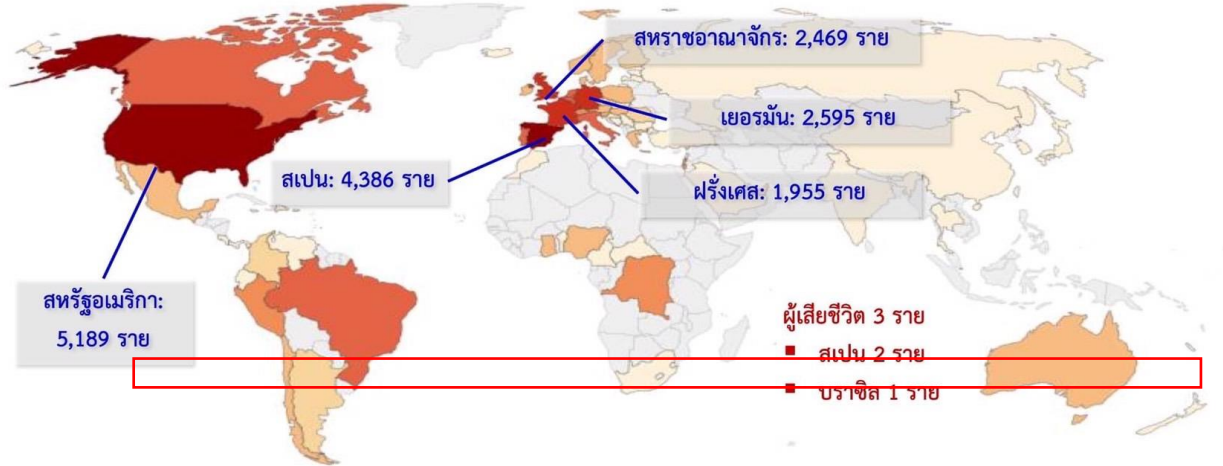 สหราชอาณาจักร: 2,469 ราย
เยอรมัน: 2,595 ราย
สเปน: 4,386 ราย
ฝรั่งเศส: 1,955 ราย
สหรัฐอเมริกา:
5,189 ราย
ผู้เสียชีวิต 3 ราย
▪ สเปน 2 ราย
▪ บราซิล 1 ราย